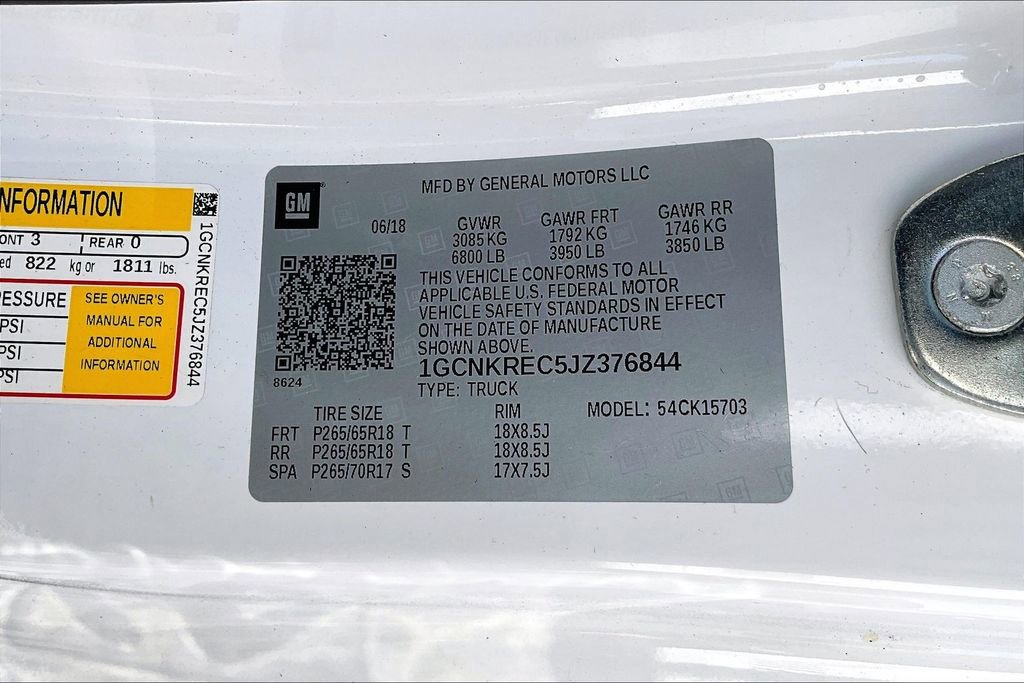 NFORMATION
ONT 3 REAR 0
ed 822 kg or 1811 lbs.
RESSURE
PSI
PSI
PSI
SEE OWNER'S
MANUAL FOR
ADDITIONAL
INFORMATION
1GCNKREC5JZ376844
GM
MFD BY GENERAL MOTORS LLC
06/18
GVWR
3085 KG
6800 LB
GAWR FRT
1792 KG
3950 LB
GAWR RR
1746 KG
3850 LB
THIS VEHICLE CONFORMS TO ALL
APPLICABLE U.S. FEDERAL MOTOR
VEHICLE SAFETY STANDARDS IN EFFECT
ON THE DATE OF MANUFACTURE
SHOWN ABOVE.
1GCNKREC5JZ376844
TYPE: TRUCK
8624
MODEL: 54CK15703
TIRE SIZE RIM
FRT P265/65R18 T 18X8.5J
RR P265/65R18 T 18X8.5J
SPA P265/70R17 S 17X7.5J